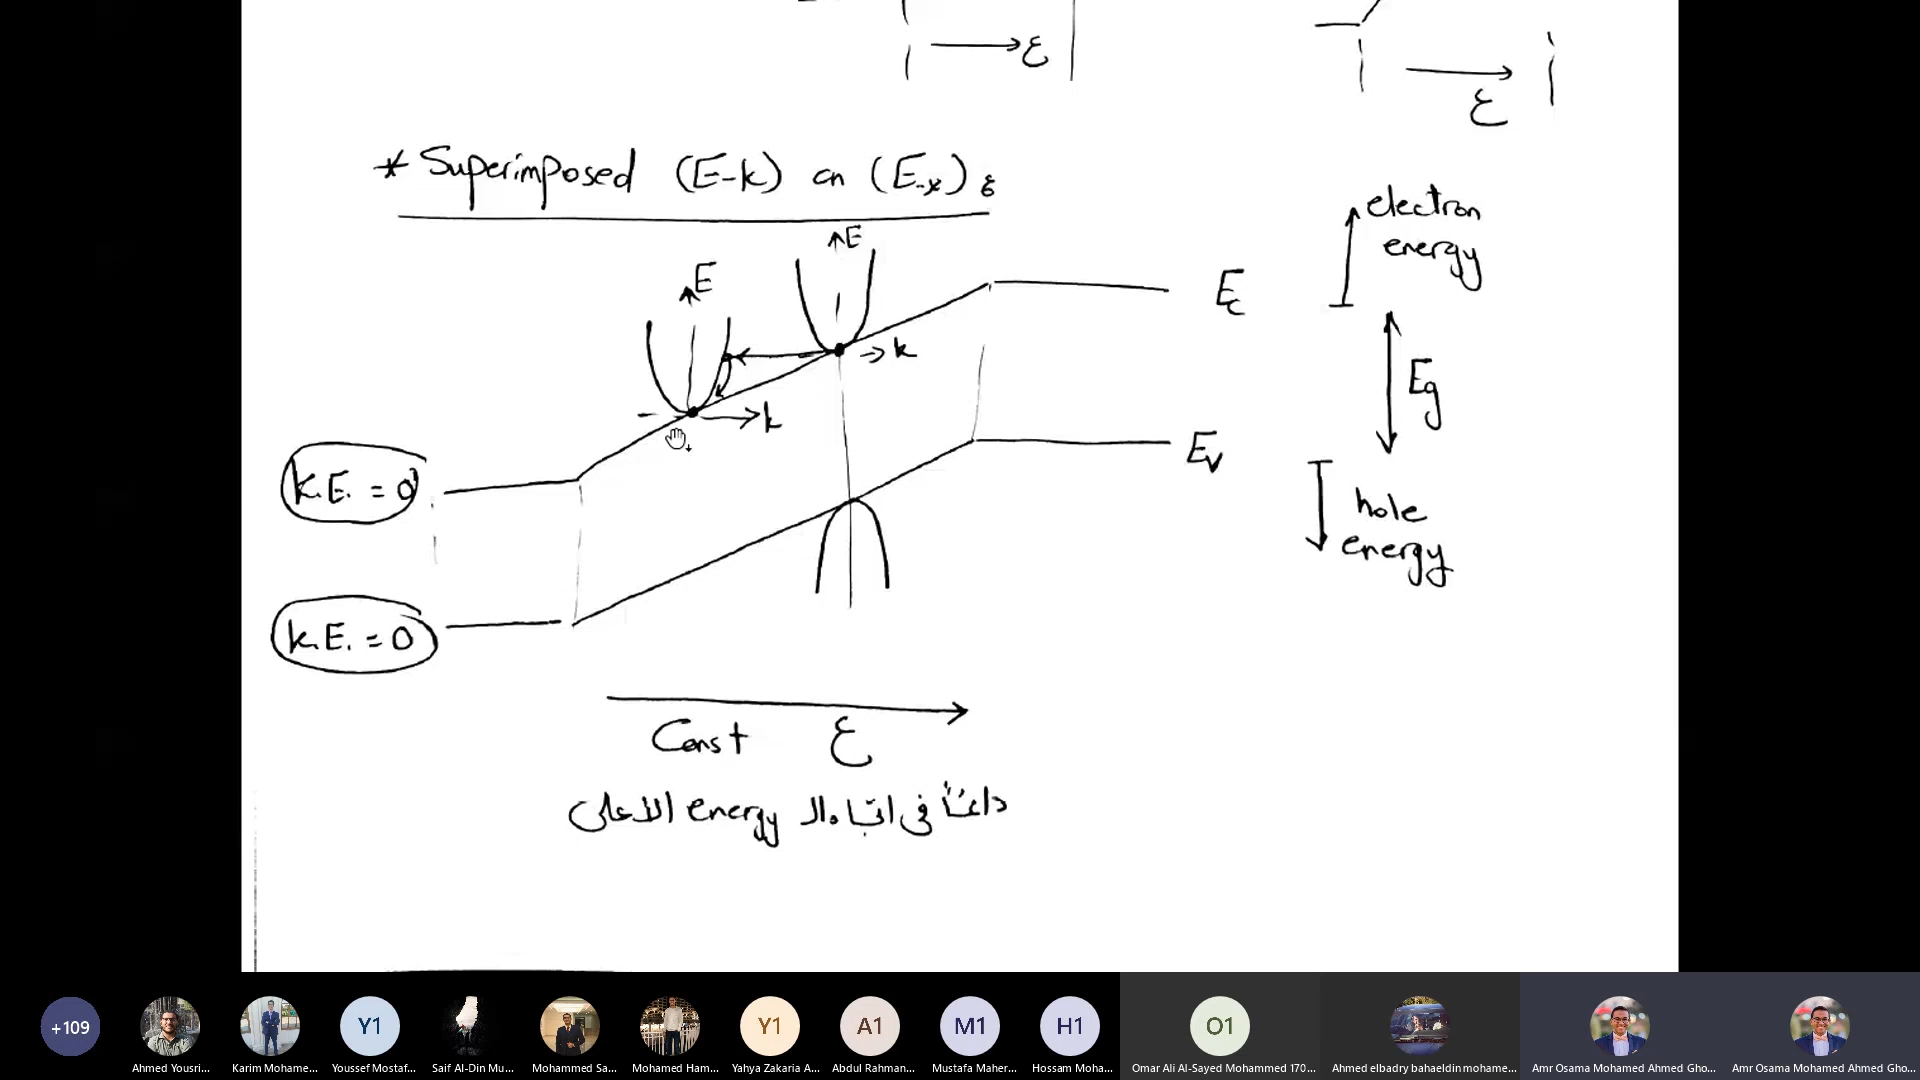 ε
ε
* Superimposed (E-k) on (E-x) ε
electron
energy
E
E
Ec
k
Eg
k
K.E. = 0
Ev
hole
energy
K.E. = 0
Const ε
دائماً في اتجاه الـ energy الاعلى
+109
Y1
Y1
A1
M1
H1
O1
Ahmed Yousri...
Karim Mohame...
Youssef Mostaf...
Saif Al-Din Mu...
Mohammed Sa...
Mohamed Ham...
Yahya Zakaria A...
Abdul Rahman...
Mustafa Maher...
Hossam Moha...
Omar Ali Al-Sayed Mohammed 170...
Ahmed elbadry bahaeldin mohame...
Amr Osama Mohamed Ahmed Gho...
Amr Osama Mohamed Ahmed Gho...